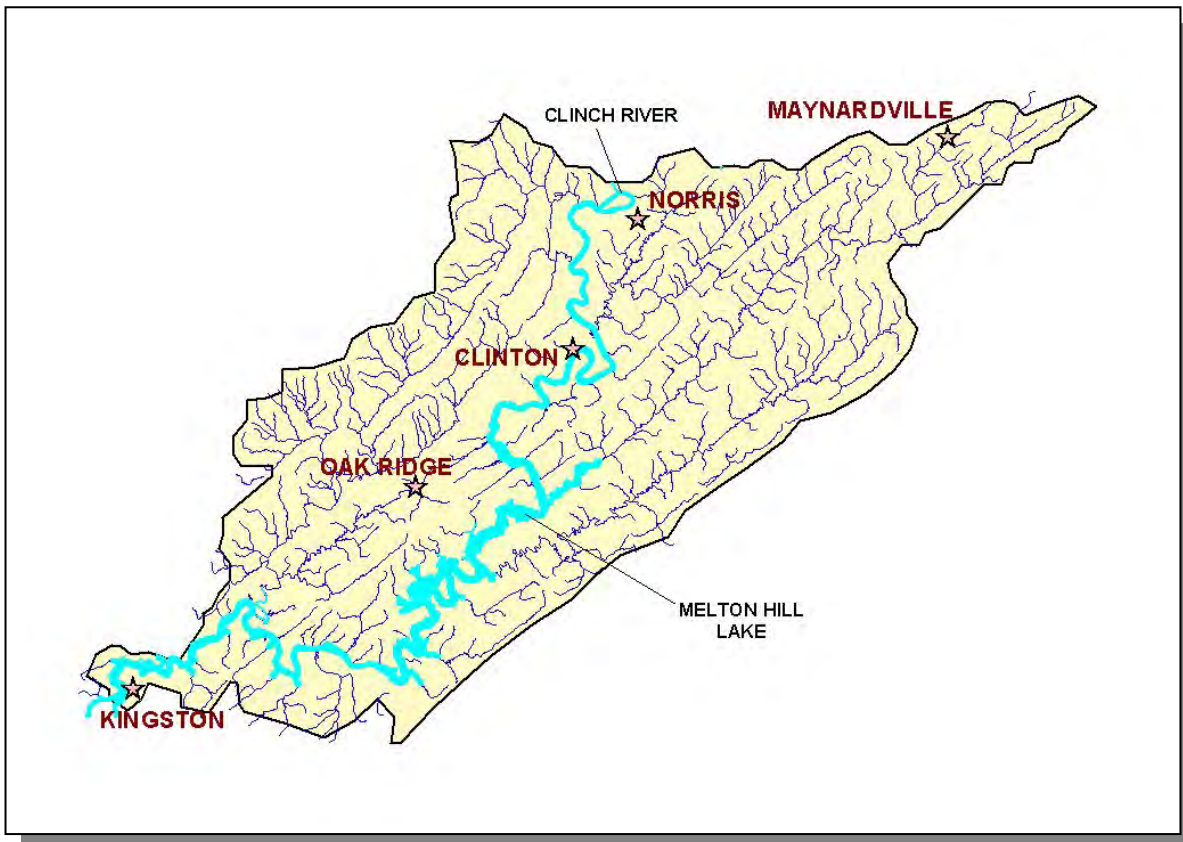 CLINCH RIVER
MAYNARDVILLE
NORRIS
CLINTON
OAK RIDGE
MELTON HILL
LAKE
KINGSTON